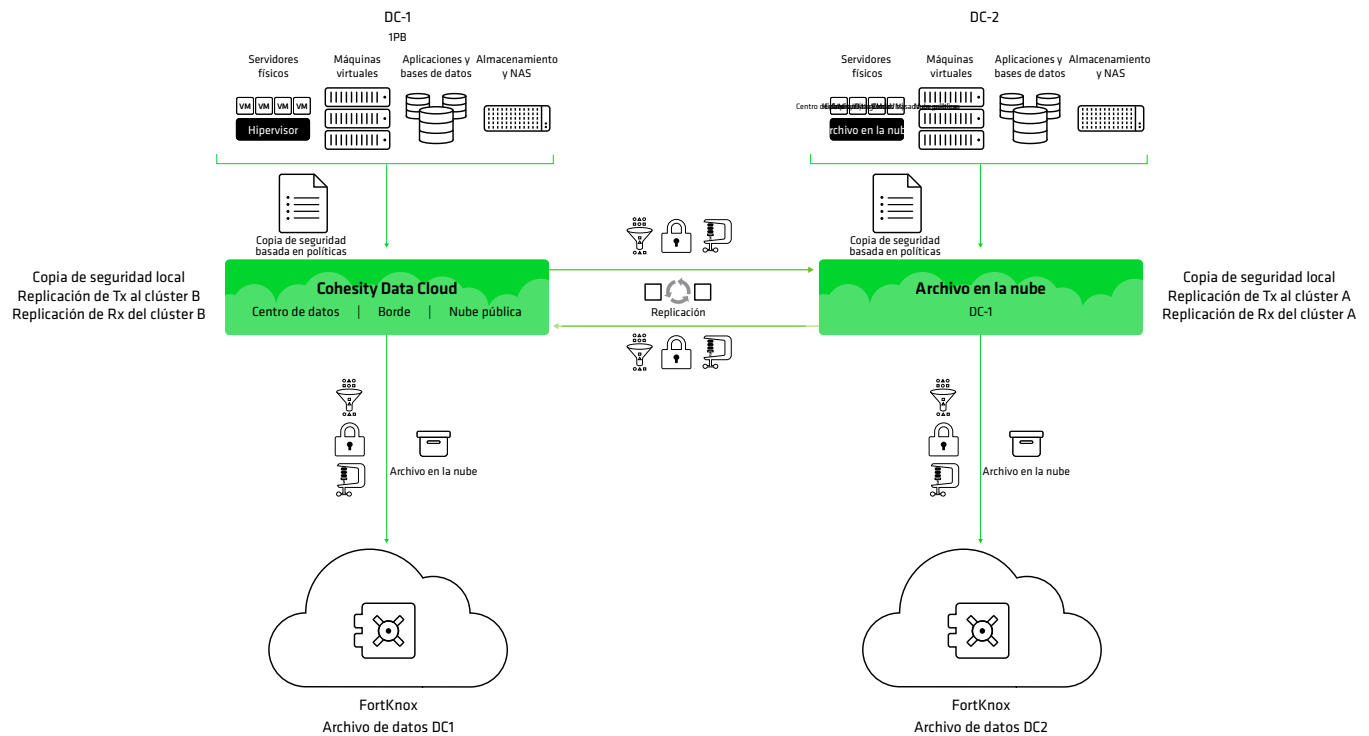 DC-1
1PB
Servidores
físicos
Máquinas
virtuales
Aplicaciones y
bases de datos
Almacenamiento
y NAS
VM VM VM VM
Hipervisor
Copia de seguridad
basada en políticas
Copia de seguridad local
Replicación de Tx al clúster B
Replicación de Rx del clúster B
Cohesity Data Cloud
Centro de datos | Borde | Nube pública
Replicación
DC-2
Servidores
físicos
Máquinas
virtuales
Aplicaciones y
bases de datos
Almacenamiento
y NAS
Centro de
rchivo en la nub
Copia de seguridad
basada en políticas
Archivo en la nube
DC-1
Copia de seguridad local
Replicación de Tx al clúster A
Replicación de Rx del clúster A
Archivo en la nube
FortKnox
Archivo de datos DC1
Archivo en la nube
FortKnox
Archivo de datos DC2